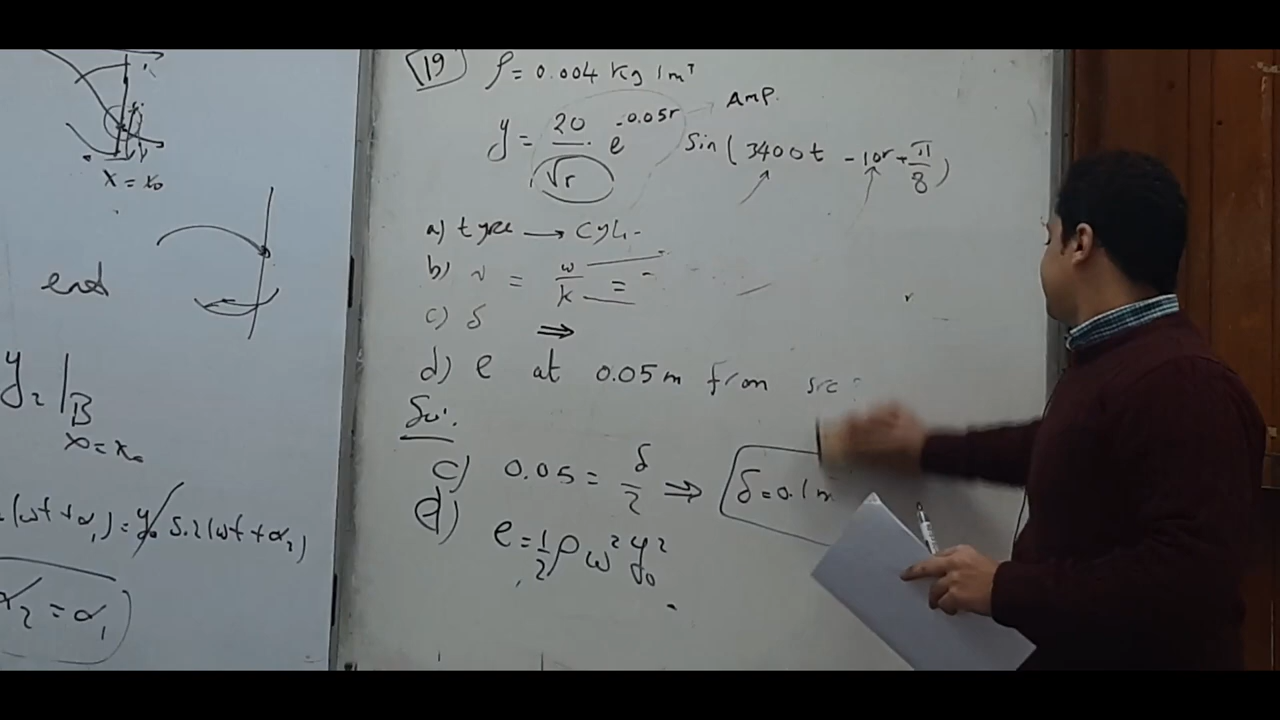 x = x₀
end
y₂ |B
x = x₀
(ωt + α₁) = y₀ Sin(ωt + α₂)
α₂ = α₁
19 ρ = 0.004 Kg/m³
AMP.
y = 20/√r e^-0.05r Sin(3400t - 10r + π/8)
a) type → Cyl.
b) v = ω/k =
c) δ ⇒
d) e at 0.05m from src
Sol.
c) 0.05 = δ/2 ⇒ δ = 0.1m
d) e = 1/2 ρ ω² y₀²